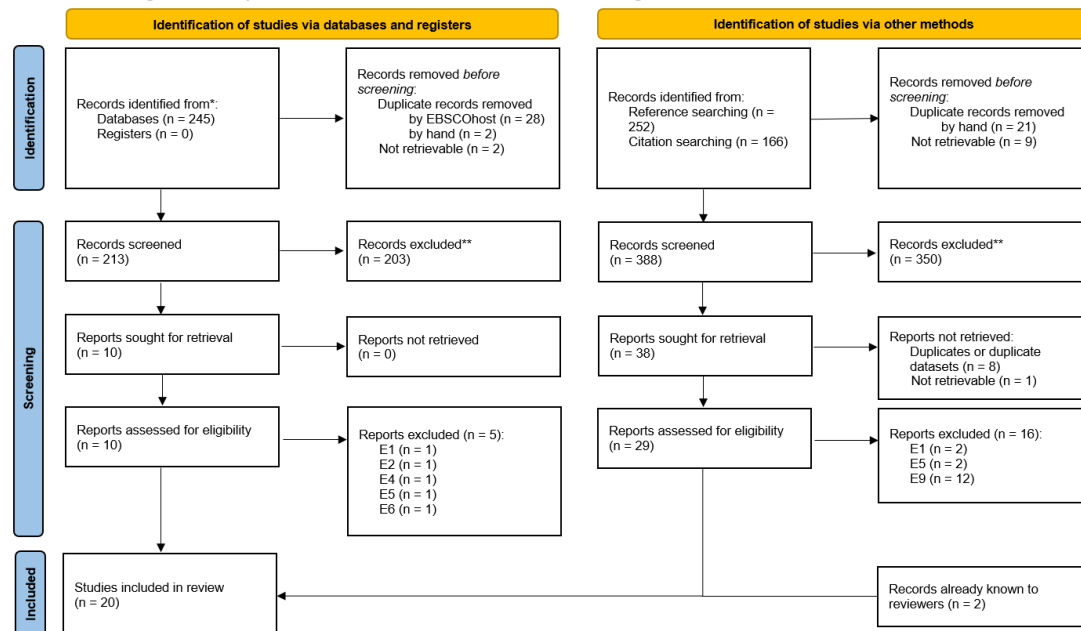 Identification of studies via databases and registers
Identification of studies via other methods
Identification
Records identified from*:
Databases (n = 245)
Registers (n = 0)
Records removed before
screening:
Duplicate records removed
by EBSCOhost (n = 28)
by hand (n = 2)
Not retrievable (n = 2)
Records identified from:
Reference searching (n =
252)
Citation searching (n = 166)
Records removed before
screening:
Duplicate records removed
by hand (n = 21)
Not retrievable (n = 9)
Screening
Records screened
(n = 213)
Records excluded**
(n = 203)
Records screened
(n = 388)
Records excluded**
(n = 350)
Reports sought for retrieval
(n = 10)
Reports not retrieved
(n = 0)
Reports sought for retrieval
(n = 38)
Reports not retrieved:
Duplicates or duplicate
datasets (n = 8)
Not retrievable (n = 1)
Reports assessed for eligibility
(n = 10)
Reports excluded (n = 5):
E1 (n = 1)
E2 (n = 1)
E4 (n = 1)
E5 (n = 1)
E6 (n = 1)
Reports assessed for eligibility
(n = 29)
Reports excluded (n = 16):
E1 (n = 2)
E5 (n = 2)
E9 (n = 12)
Included
Studies included in review
(n = 20)
Records already known to
reviewers (n = 2)